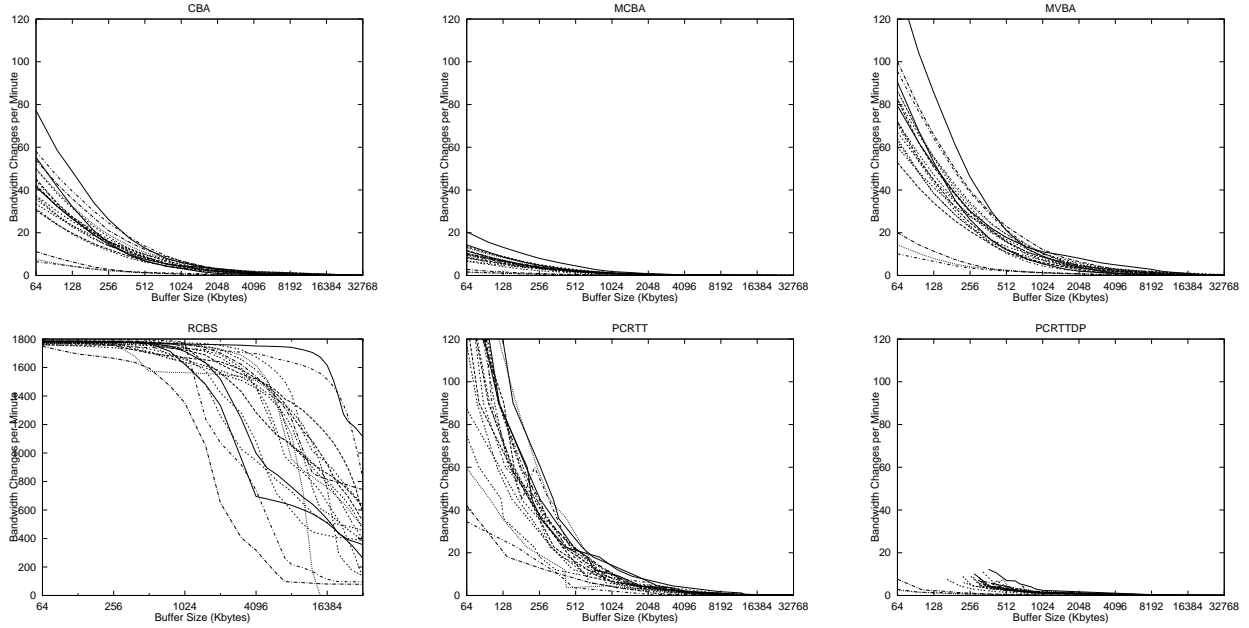 CBA
120
100
80
60
40
20
0
Bandwidth Changes per Minute
64 128 256 512 1024 2048 4096 8192 16384 32768
Buffer Size (Kbytes)
MCBA
120
100
80
60
40
20
0
Bandwidth Changes per Minute
64 128 256 512 1024 2048 4096 8192 16384 32768
Buffer Size (Kbytes)
MVBA
120
100
80
60
40
20
0
Bandwidth Changes per Minute
64 128 256 512 1024 2048 4096 8192 16384 32768
Buffer Size (Kbytes)
RCBS
1800
1600
1400
1200
1000
800
600
400
200
0
Bandwidth Changes per Minute
64 256 1024 4096 16384
Buffer Size (Kbytes)
PCRTT
120
100
80
60
40
20
0
Bandwidth Changes per Minute
64 128 256 512 1024 2048 4096 8192 16384 32768
Buffer Size (Kbytes)
PCRTTDP
120
100
80
60
40
20
0
Bandwidth Changes per Minute
64 128 256 512 1024 2048 4096 8192 16384 32768
Buffer Size (Kbytes)